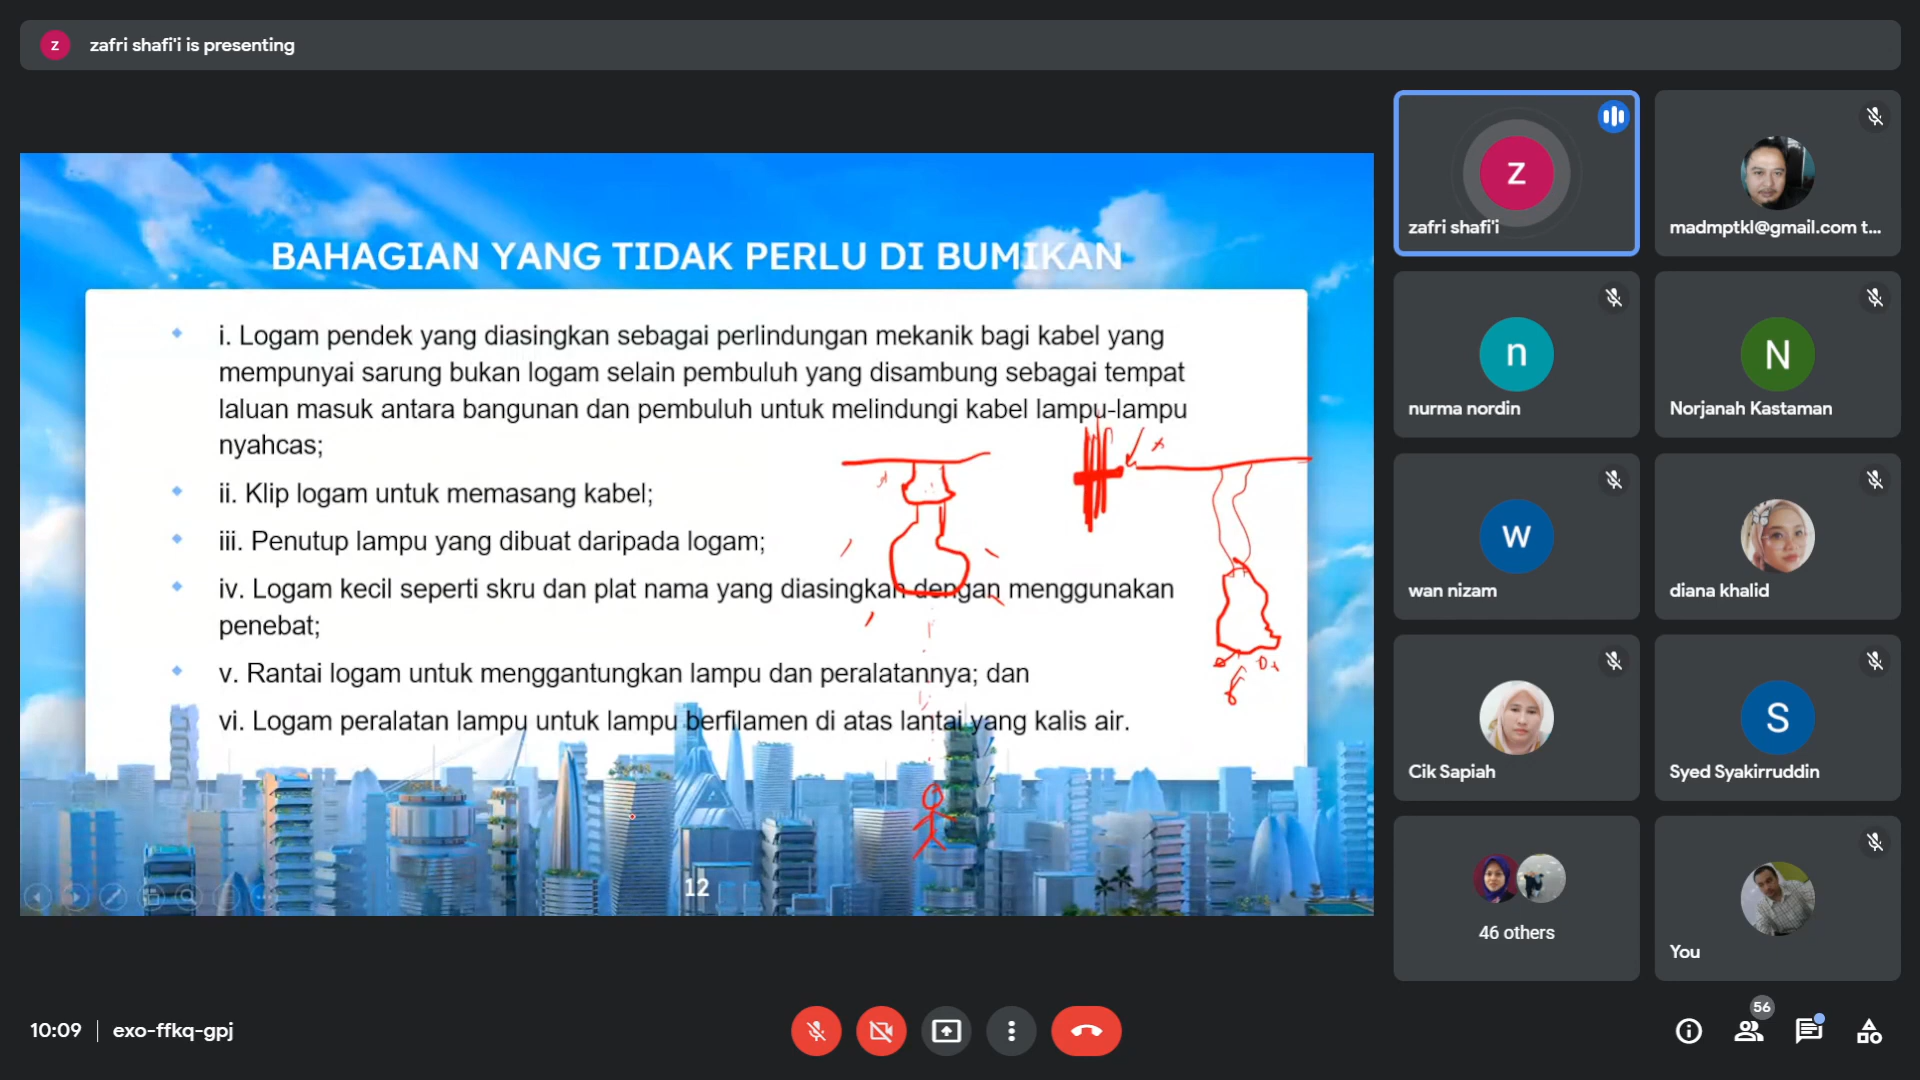 z
zafri shafi'i is presenting
BAHAGIAN YANG TIDAK PERLU DI BUMIKAN
i. Logam pendek yang diasingkan sebagai perlindungan mekanik bagi kabel yang
mempunyai sarung bukan logam selain pembuluh yang disambung sebagai tempat
laluan masuk antara bangunan dan pembuluh untuk melindungi kabel lampu-lampu
nyahcas;
ii. Klip logam untuk memasang kabel;
iii. Penutup lampu yang dibuat daripada logam;
iv. Logam kecil seperti skru dan plat nama yang diasingkan dengan menggunakan
penebat;
v. Rantai logam untuk menggantungkan lampu dan peralatannya; dan
vi. Logam peralatan lampu untuk lampu berfilamen di atas lantai yang kalis air.
12
z
zafri shafi'i
madmptkl@gmail.com t...
n
nurma nordin
N
Norjanah Kastaman
w
wan nizam
diana khalid
Cik Sapiah
S
Syed Syakirruddin
46 others
You
10:09
exo-ffkq-gpj
56